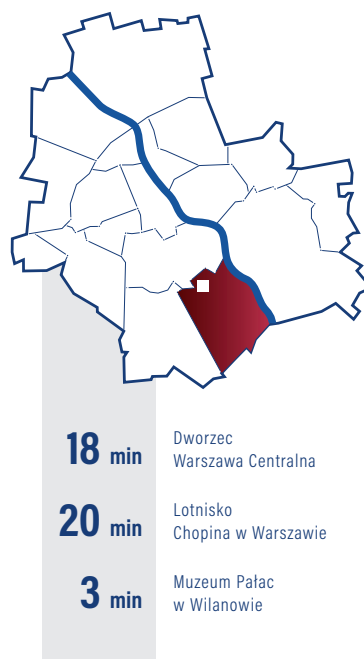 18 min
Dworzec
Warszawa Centralna
20 min
Lotnisko
Chopina w Warszawie
3 min
Muzeum Pałac
w Wilanowie